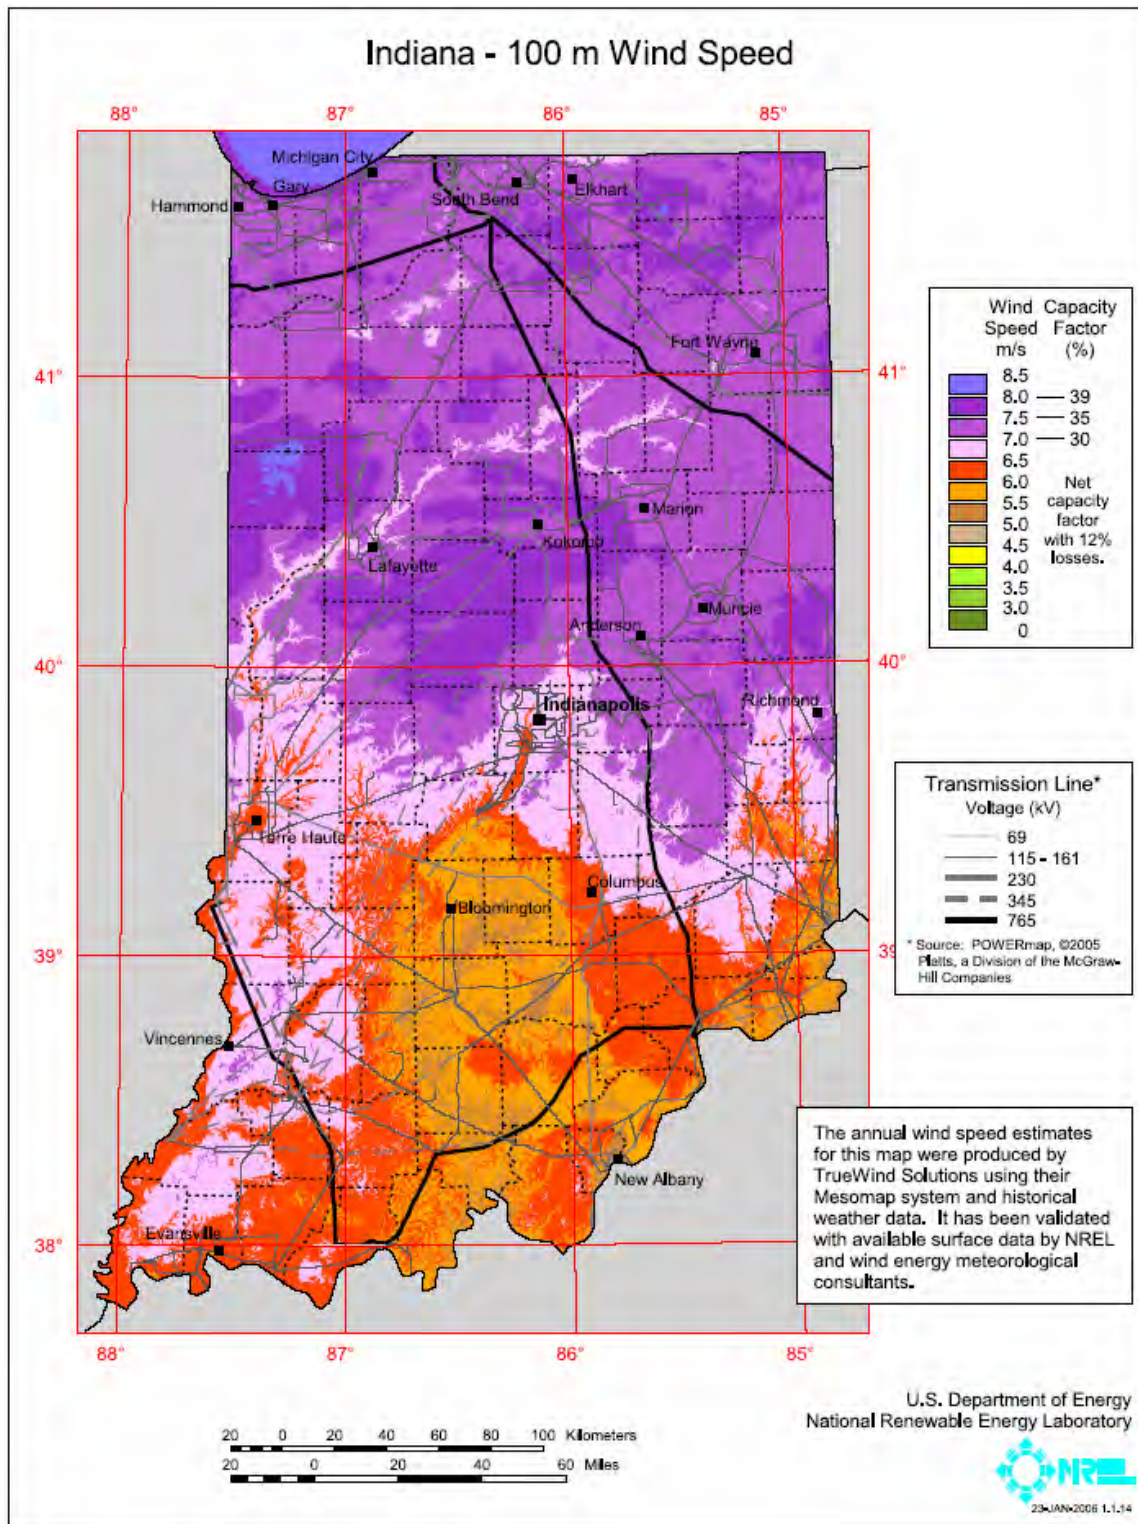 Indiana - 100 m Wind Speed
88° 87° 86° 85°
Michigan City
Gary
Hammond
South Bend
Elkhart
Fort Wayne
41° 41°
Marion
Kokomo
Lafayette
Muncie
Anderson
40° 40°
Richmond
Indianapolis
Terre Haute
Columbus
Bloomington
39° 39
Vincennes
New Albany
Evansville
38°
88° 87° 86° 85°
Wind Capacity
Speed Factor
m/s (%)
8.5
8.0 — 39
7.5 — 35
7.0 — 30
6.5
6.0
5.5
5.0
4.5
4.0
3.5
3.0
0
Net
capacity
factor
with 12%
losses.
Transmission Line*
Voltage (kV)
69
115 - 161
230
345
765
* Source: POWERmap, ©2005
Platts, a Division of the McGraw-
Hill Companies
The annual wind speed estimates
for this map were produced by
TrueWind Solutions using their
Mesomap system and historical
weather data. It has been validated
with available surface data by NREL
and wind energy meteorological
consultants.
U.S. Department of Energy
National Renewable Energy Laboratory
NREL
23-JAN-2006 1.1.14
20 0 20 40 60 80 100 Kilometers
20 0 20 40 60 Miles